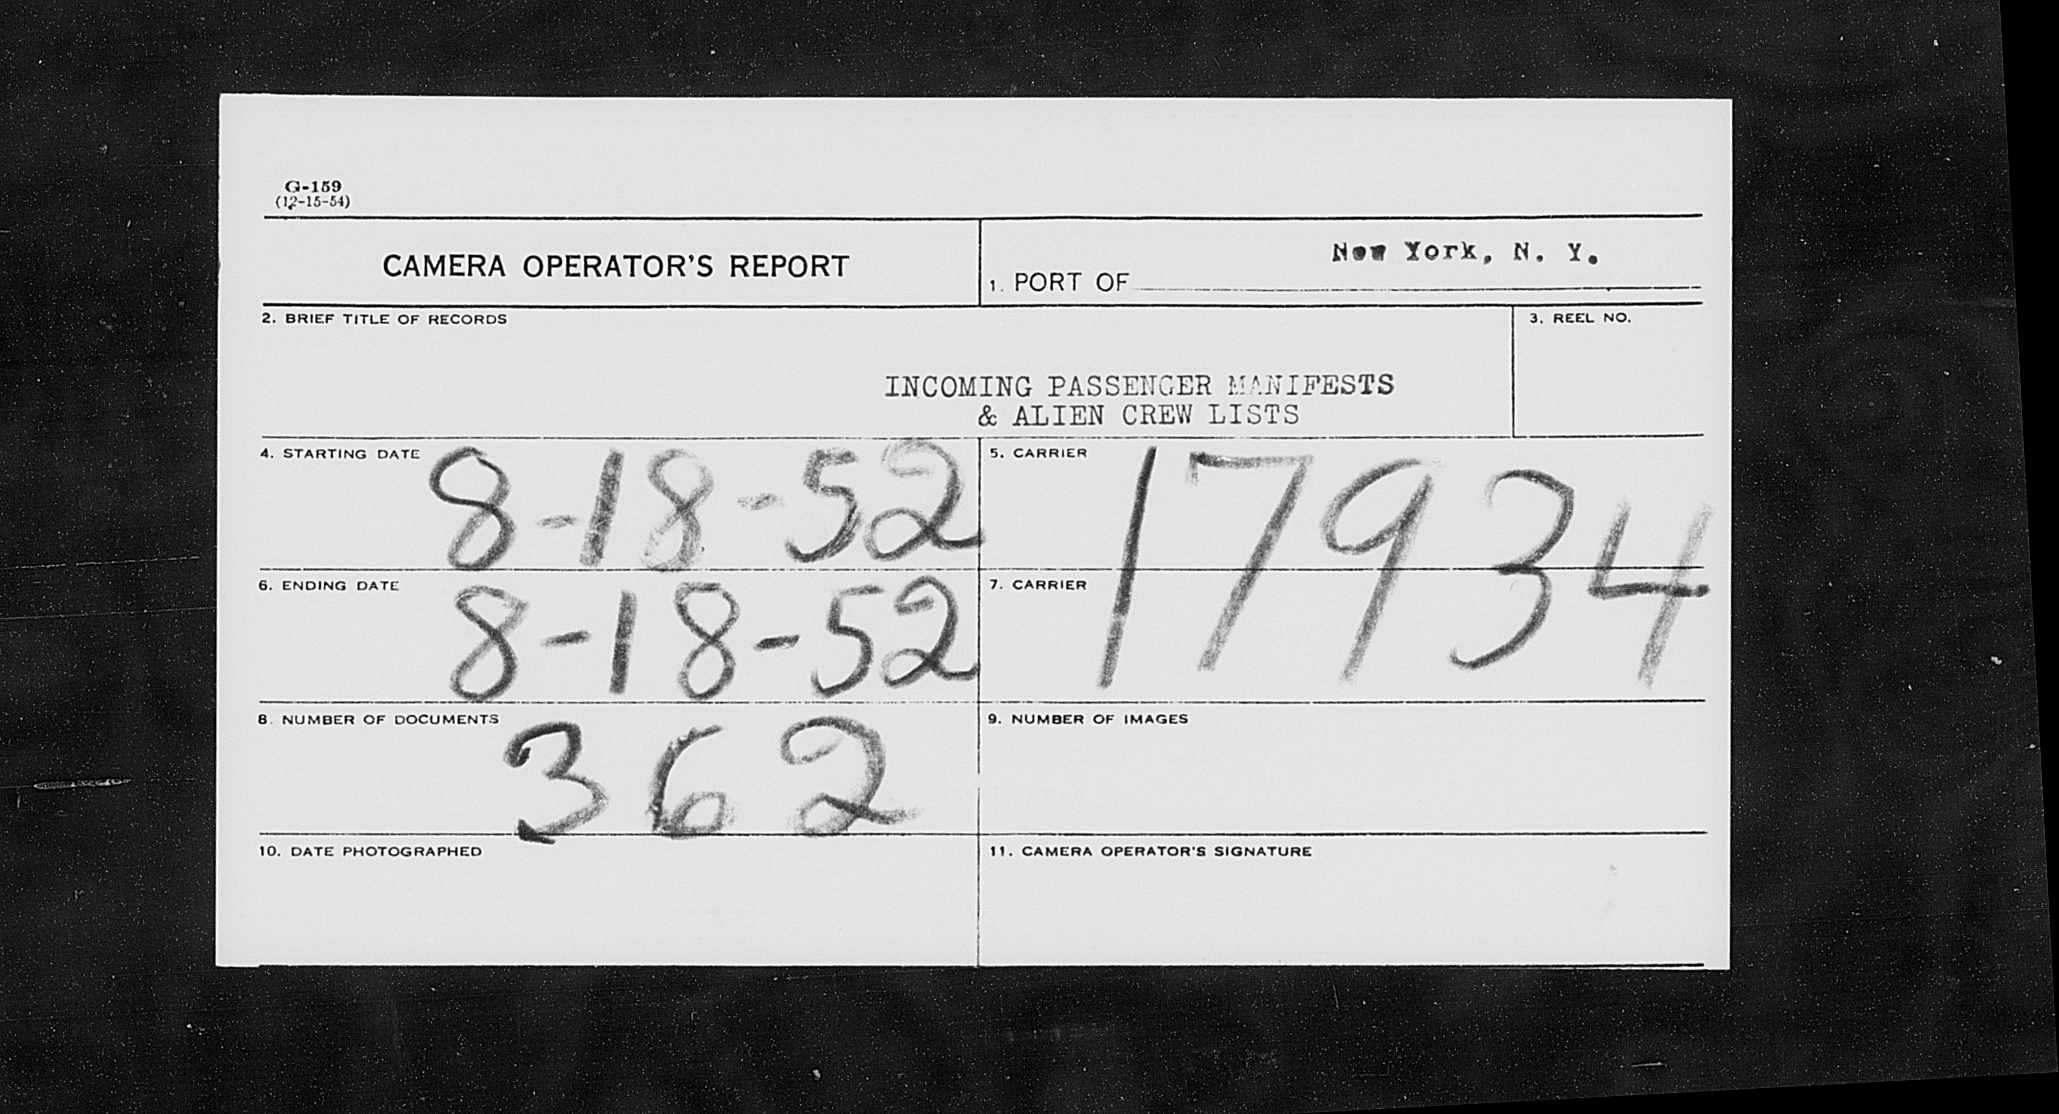 G-159
(12-15-54)
CAMERA OPERATOR'S REPORT
1. PORT OF New York, N. Y.
2. BRIEF TITLE OF RECORDS
3. REEL NO.
INCOMING PASSENGER MANIFESTS
& ALIEN CREW LISTS
4. STARTING DATE 8-18-52
5. CARRIER
17934
6. ENDING DATE 8-18-52
7. CARRIER
8. NUMBER OF DOCUMENTS 362
9. NUMBER OF IMAGES
10. DATE PHOTOGRAPHED
11. CAMERA OPERATOR'S SIGNATURE